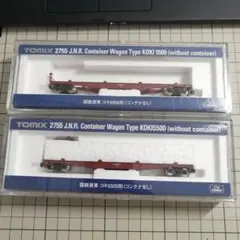 TOMIX 2755 J.N.R. Container Wagon Type KOKI 5500 (without container)
国鉄貨車 コキ5500形(コンテナなし)
TOMIX 2755 J.N.R. Container Wagon Type KOKI5500 (without container)
国鉄貨車 コキ5500形(コンテナなし)